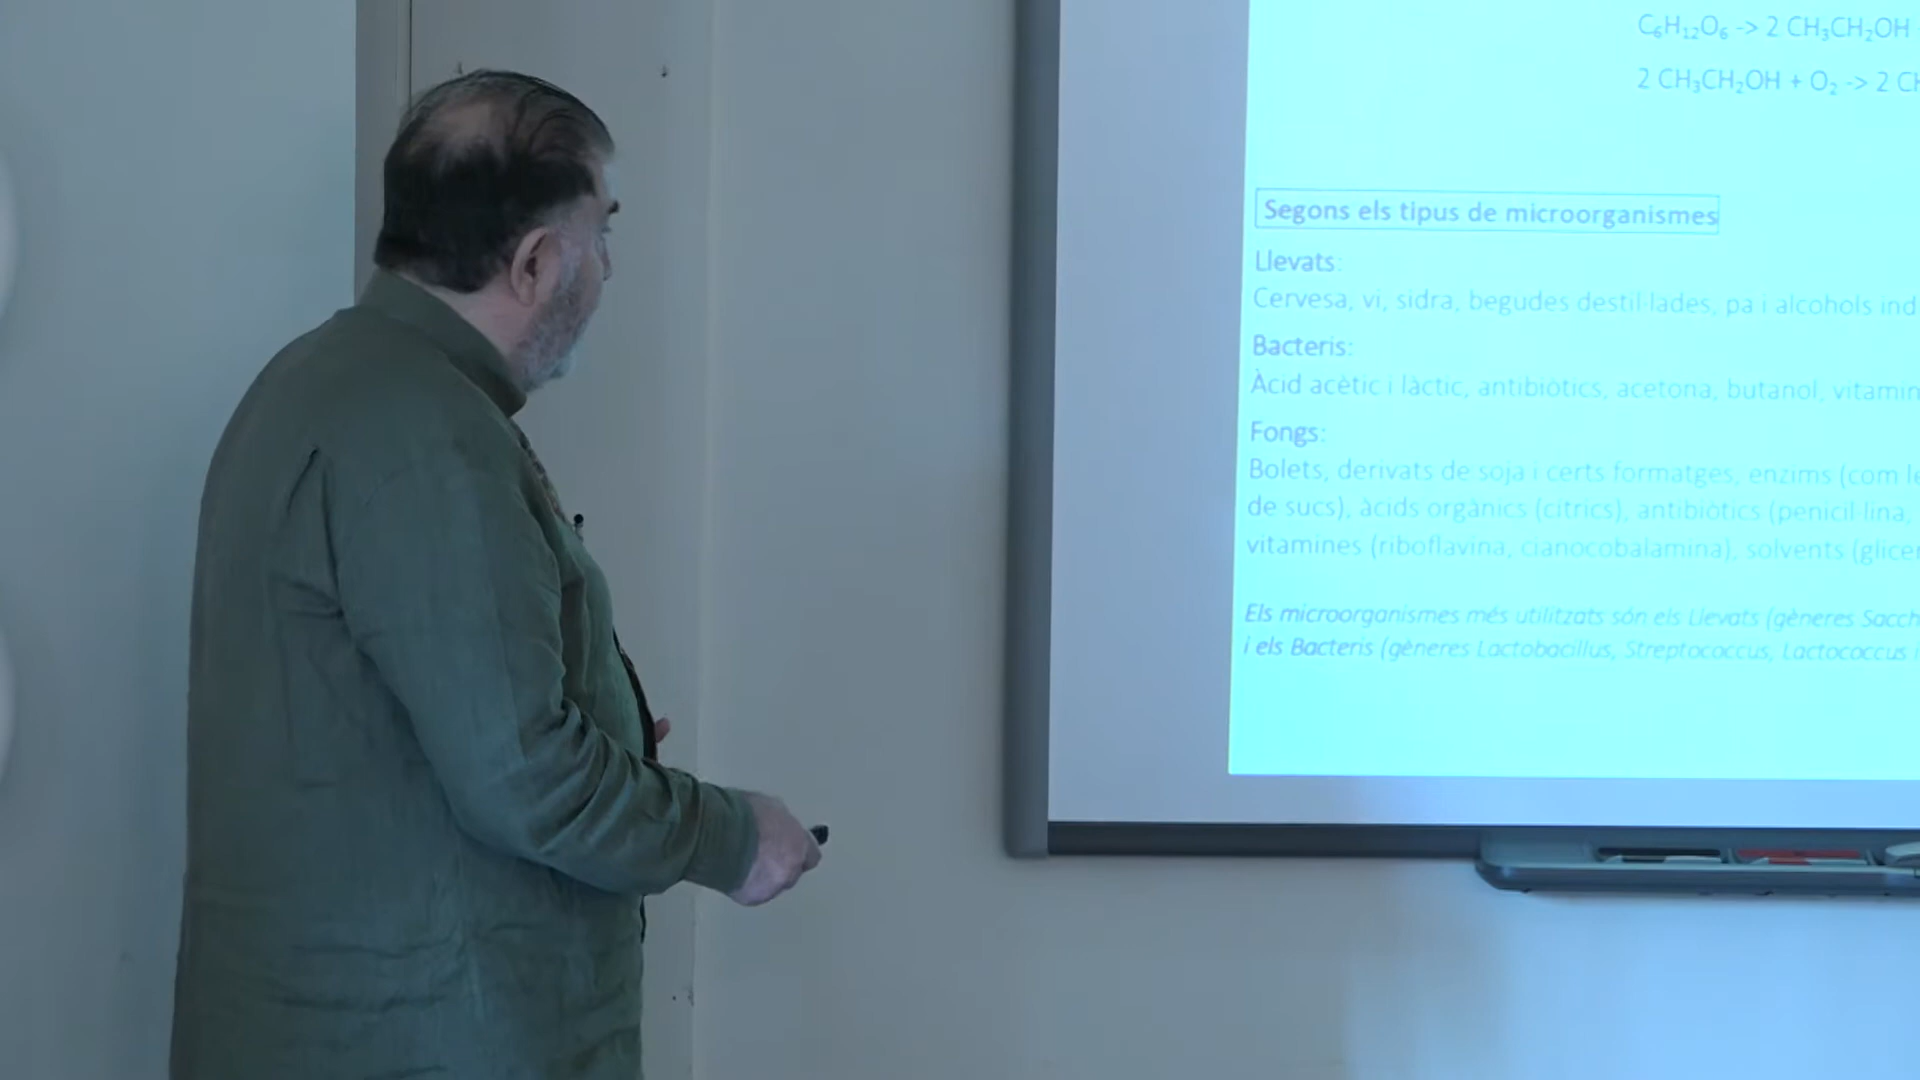 C₆H₁₂O₆ -> 2 CH₃CH₂OH
2 CH₃CH₂OH + O₂ -> 2
Segons els tipus de microorganismes
Llevats:
Cervesa, vi, sidra, begudes destil·lades, pa i alcohols
Bacteris:
Àcid acètic i làctic, antibiòtics, acetona, butanol,
Fongs:
Bolets, derivats de soja i certs formatges, enzims (com
de sucs), àcids orgànics (cítrics), antibiòtics (penicil·lina,
vitamines (riboflavina, cianocobalamina), solvents
Els microorganismes més utilitzats són els Llevats (gèneres
i els Bacteris (gèneres Lactobacillus, Streptococcus, Lactococcus i